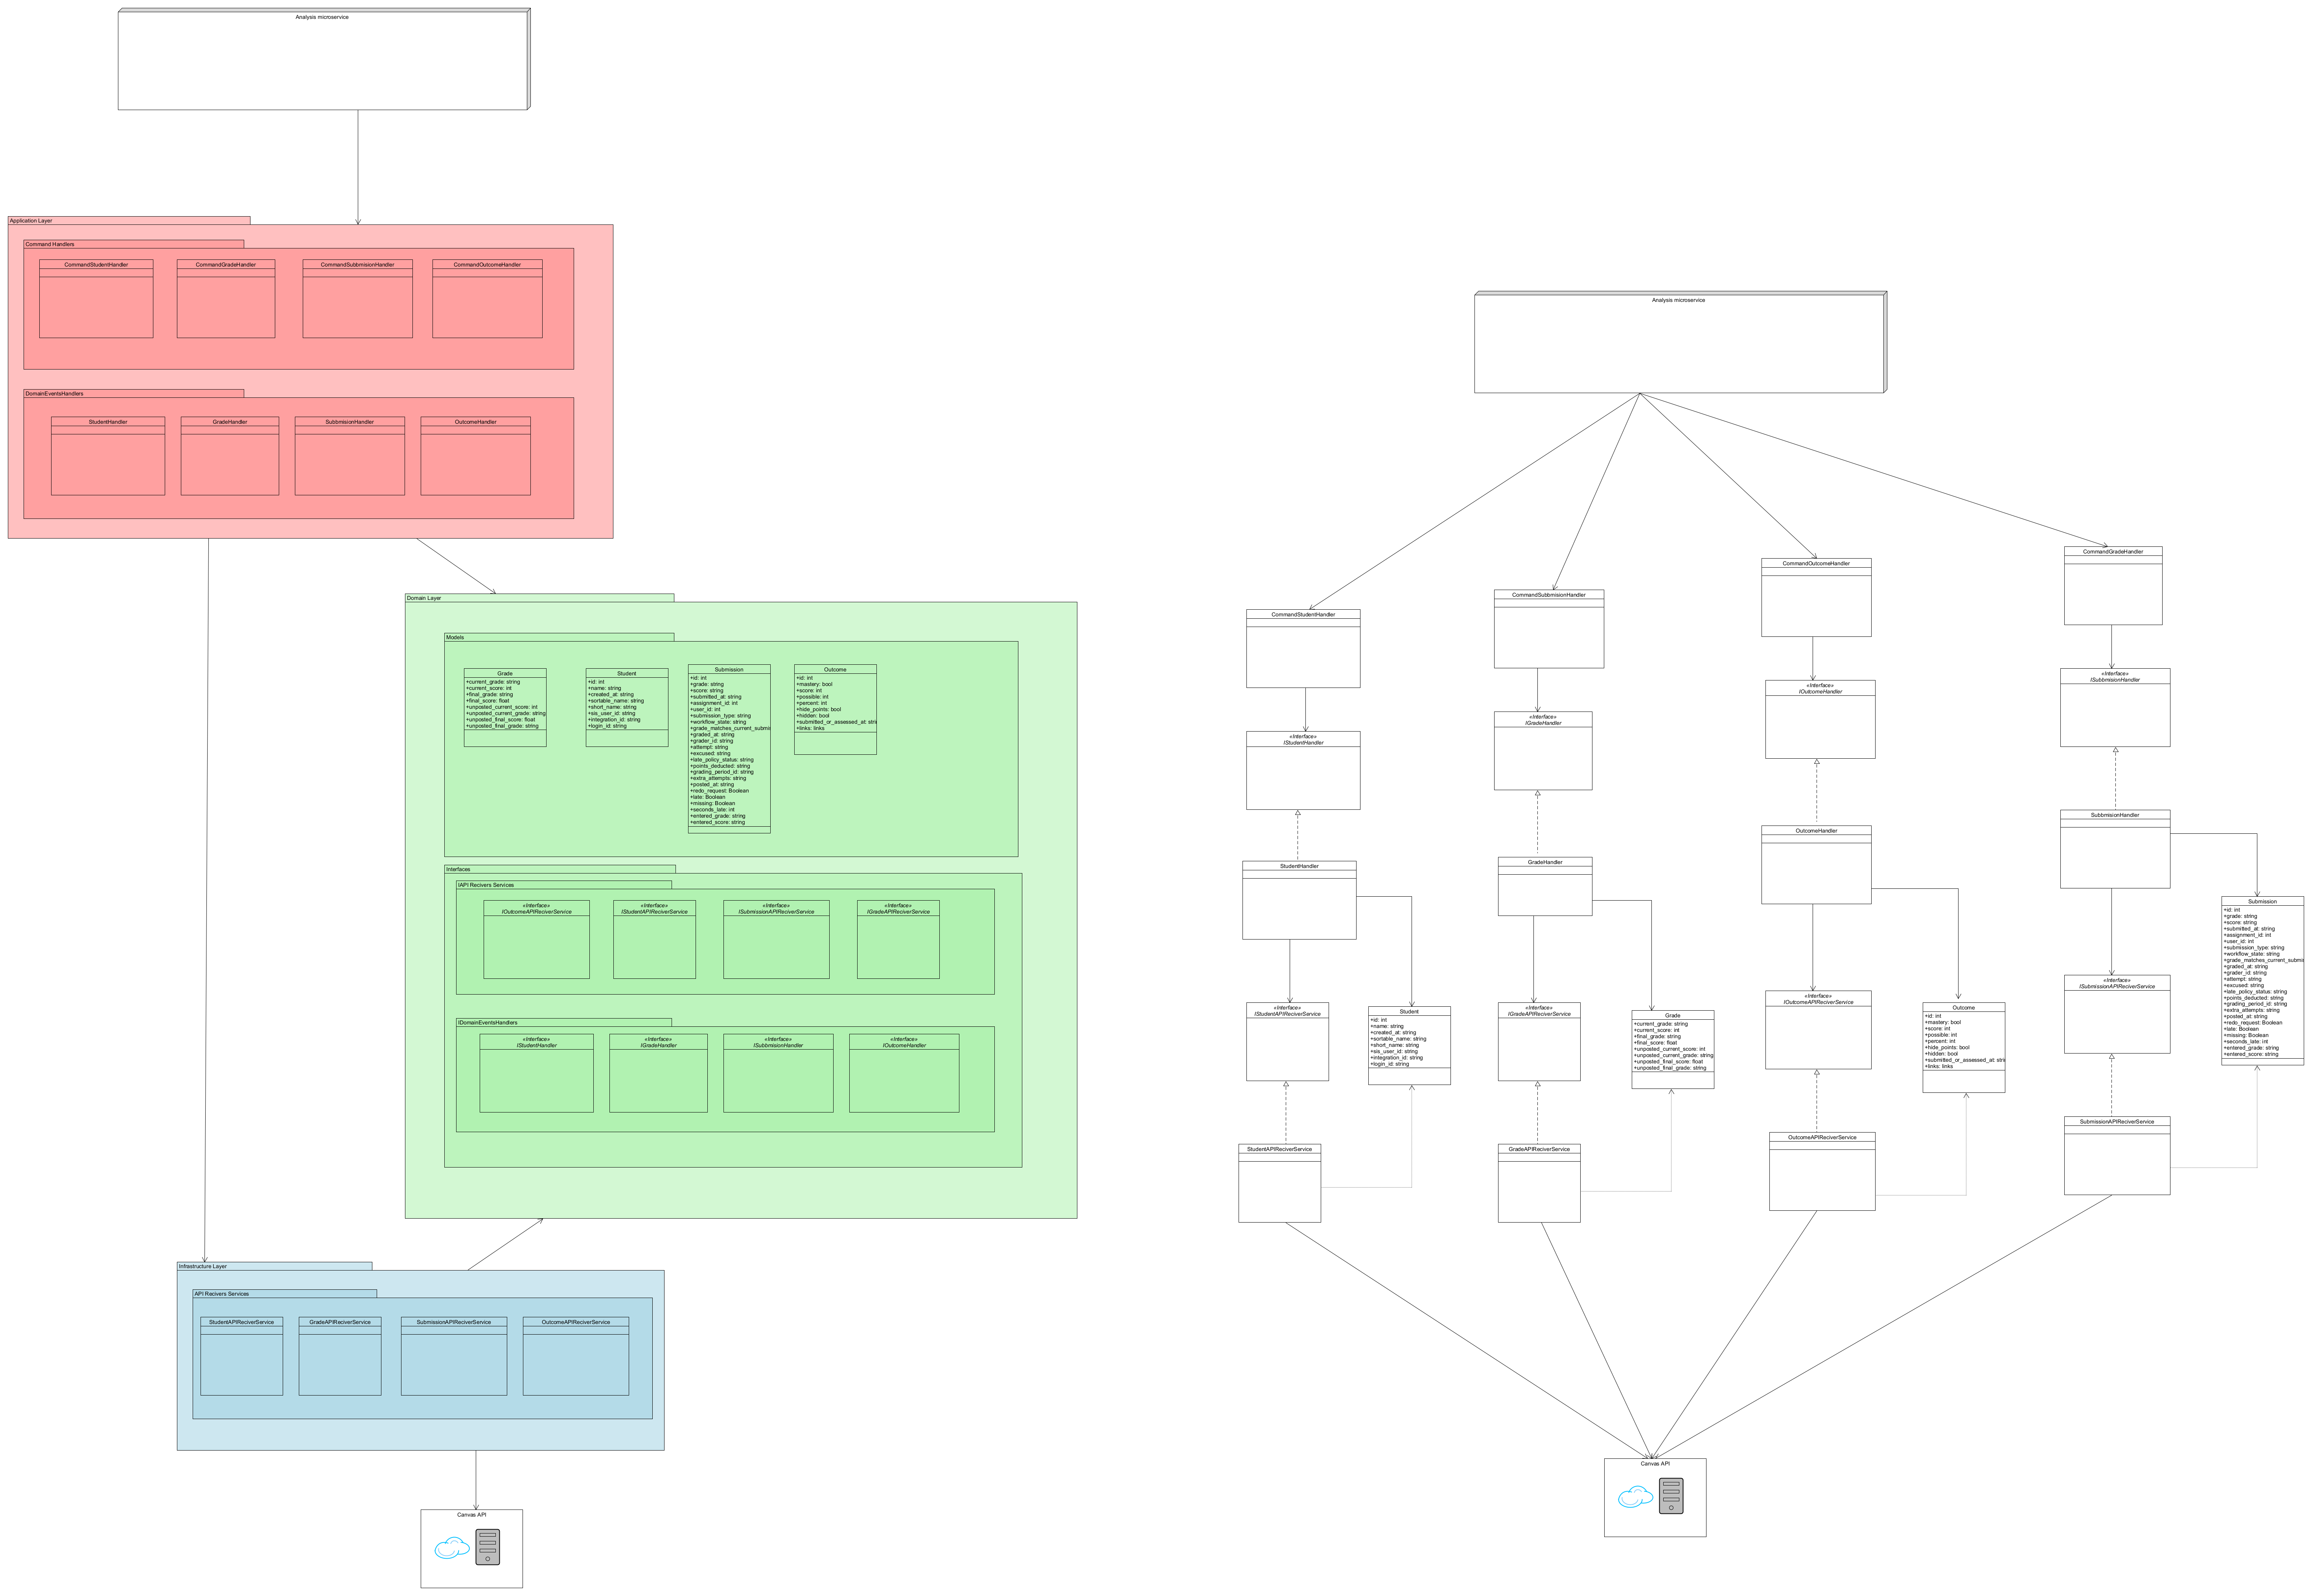 Analysis microservice
Application Layer
Command Handlers
CommandStudentHandler
CommandGradeHandler
CommandSubbmisionHandler
CommandOutcomeHandler
DomainEventsHandlers
StudentHandler
GradeHandler
SubbmisionHandler
OutcomeHandler
Domain Layer
Models
Grade
+current_grade: string
+current_score: int
+final_grade: string
+final_score: float
+unposted_current_score: int
+unposted_current_grade: string
+unposted_final_score: float
+unposted_final_grade: string
Student
+id: int
+name: string
+created_at: string
+sortable_name: string
+short_name: string
+sis_user_id: string
+integration_id: string
+login_id: string
Submission
+id: int
+grade: string
+score: string
+submitted_at: string
+assignment_id: int
+user_id: int
+submission_type: string
+workflow_state: string
+grade_matches_current_submi
+graded_at: string
+grader_id: string
+attempt: string
+excused: string
+late_policy_status: string
+points_deducted: string
+grading_period_id: string
+extra_attempts: string
+posted_at: string
+redo_request: Boolean
+late: Boolean
+missing: Boolean
+seconds_late: int
+entered_grade: string
+entered_score: string
Outcome
+id: int
+mastery: bool
+score: int
+possible: int
+percent: int
+hide_points: bool
+hidden: bool
+submitted_or_assessed_at: stri
+links: links
Interfaces
IAPI Recivers Services
«Interface»
IOutcomeAPIReciverService
«Interface»
IStudentAPIReciverService
«Interface»
ISubmissionAPIReciverService
«Interface»
IGradeAPIReciverService
IDomainEventsHandlers
«Interface»
IStudentHandler
«Interface»
IGradeHandler
«Interface»
ISubbmisionHandler
«Interface»
IOutcomeHandler
Infrastructure Layer
API Recivers Services
StudentAPIReciverService
GradeAPIReciverService
SubmissionAPIReciverService
OutcomeAPIReciverService
Canvas API
Analysis microservice
CommandStudentHandler
CommandSubbmisionHandler
CommandOutcomeHandler
CommandGradeHandler
«Interface»
IStudentHandler
«Interface»
IGradeHandler
«Interface»
IOutcomeHandler
«Interface»
ISubbmisionHandler
StudentHandler
GradeHandler
OutcomeHandler
SubbmisionHandler
«Interface»
IStudentAPIReciverService
Student
+id: int
+name: string
+created_at: string
+sortable_name: string
+short_name: string
+sis_user_id: string
+integration_id: string
+login_id: string
«Interface»
IGradeAPIReciverService
Grade
+current_grade: string
+current_score: int
+final_grade: string
+final_score: float
+unposted_current_score: int
+unposted_current_grade: string
+unposted_final_score: float
+unposted_final_grade: string
«Interface»
IOutcomeAPIReciverService
Outcome
+id: int
+mastery: bool
+score: int
+possible: int
+percent: int
+hide_points: bool
+hidden: bool
+submitted_or_assessed_at: stri
+links: links
«Interface»
ISubmissionAPIReciverService
Submission
+id: int
+grade: string
+score: string
+submitted_at: string
+assignment_id: int
+user_id: int
+submission_type: string
+workflow_state: string
+grade_matches_current_submi
+graded_at: string
+grader_id: string
+attempt: string
+excused: string
+late_policy_status: string
+points_deducted: string
+grading_period_id: string
+extra_attempts: string
+posted_at: string
+redo_request: Boolean
+late: Boolean
+missing: Boolean
+seconds_late: int
+entered_grade: string
+entered_score: string
StudentAPIReciverService
GradeAPIReciverService
OutcomeAPIReciverService
SubmissionAPIReciverService
Canvas API